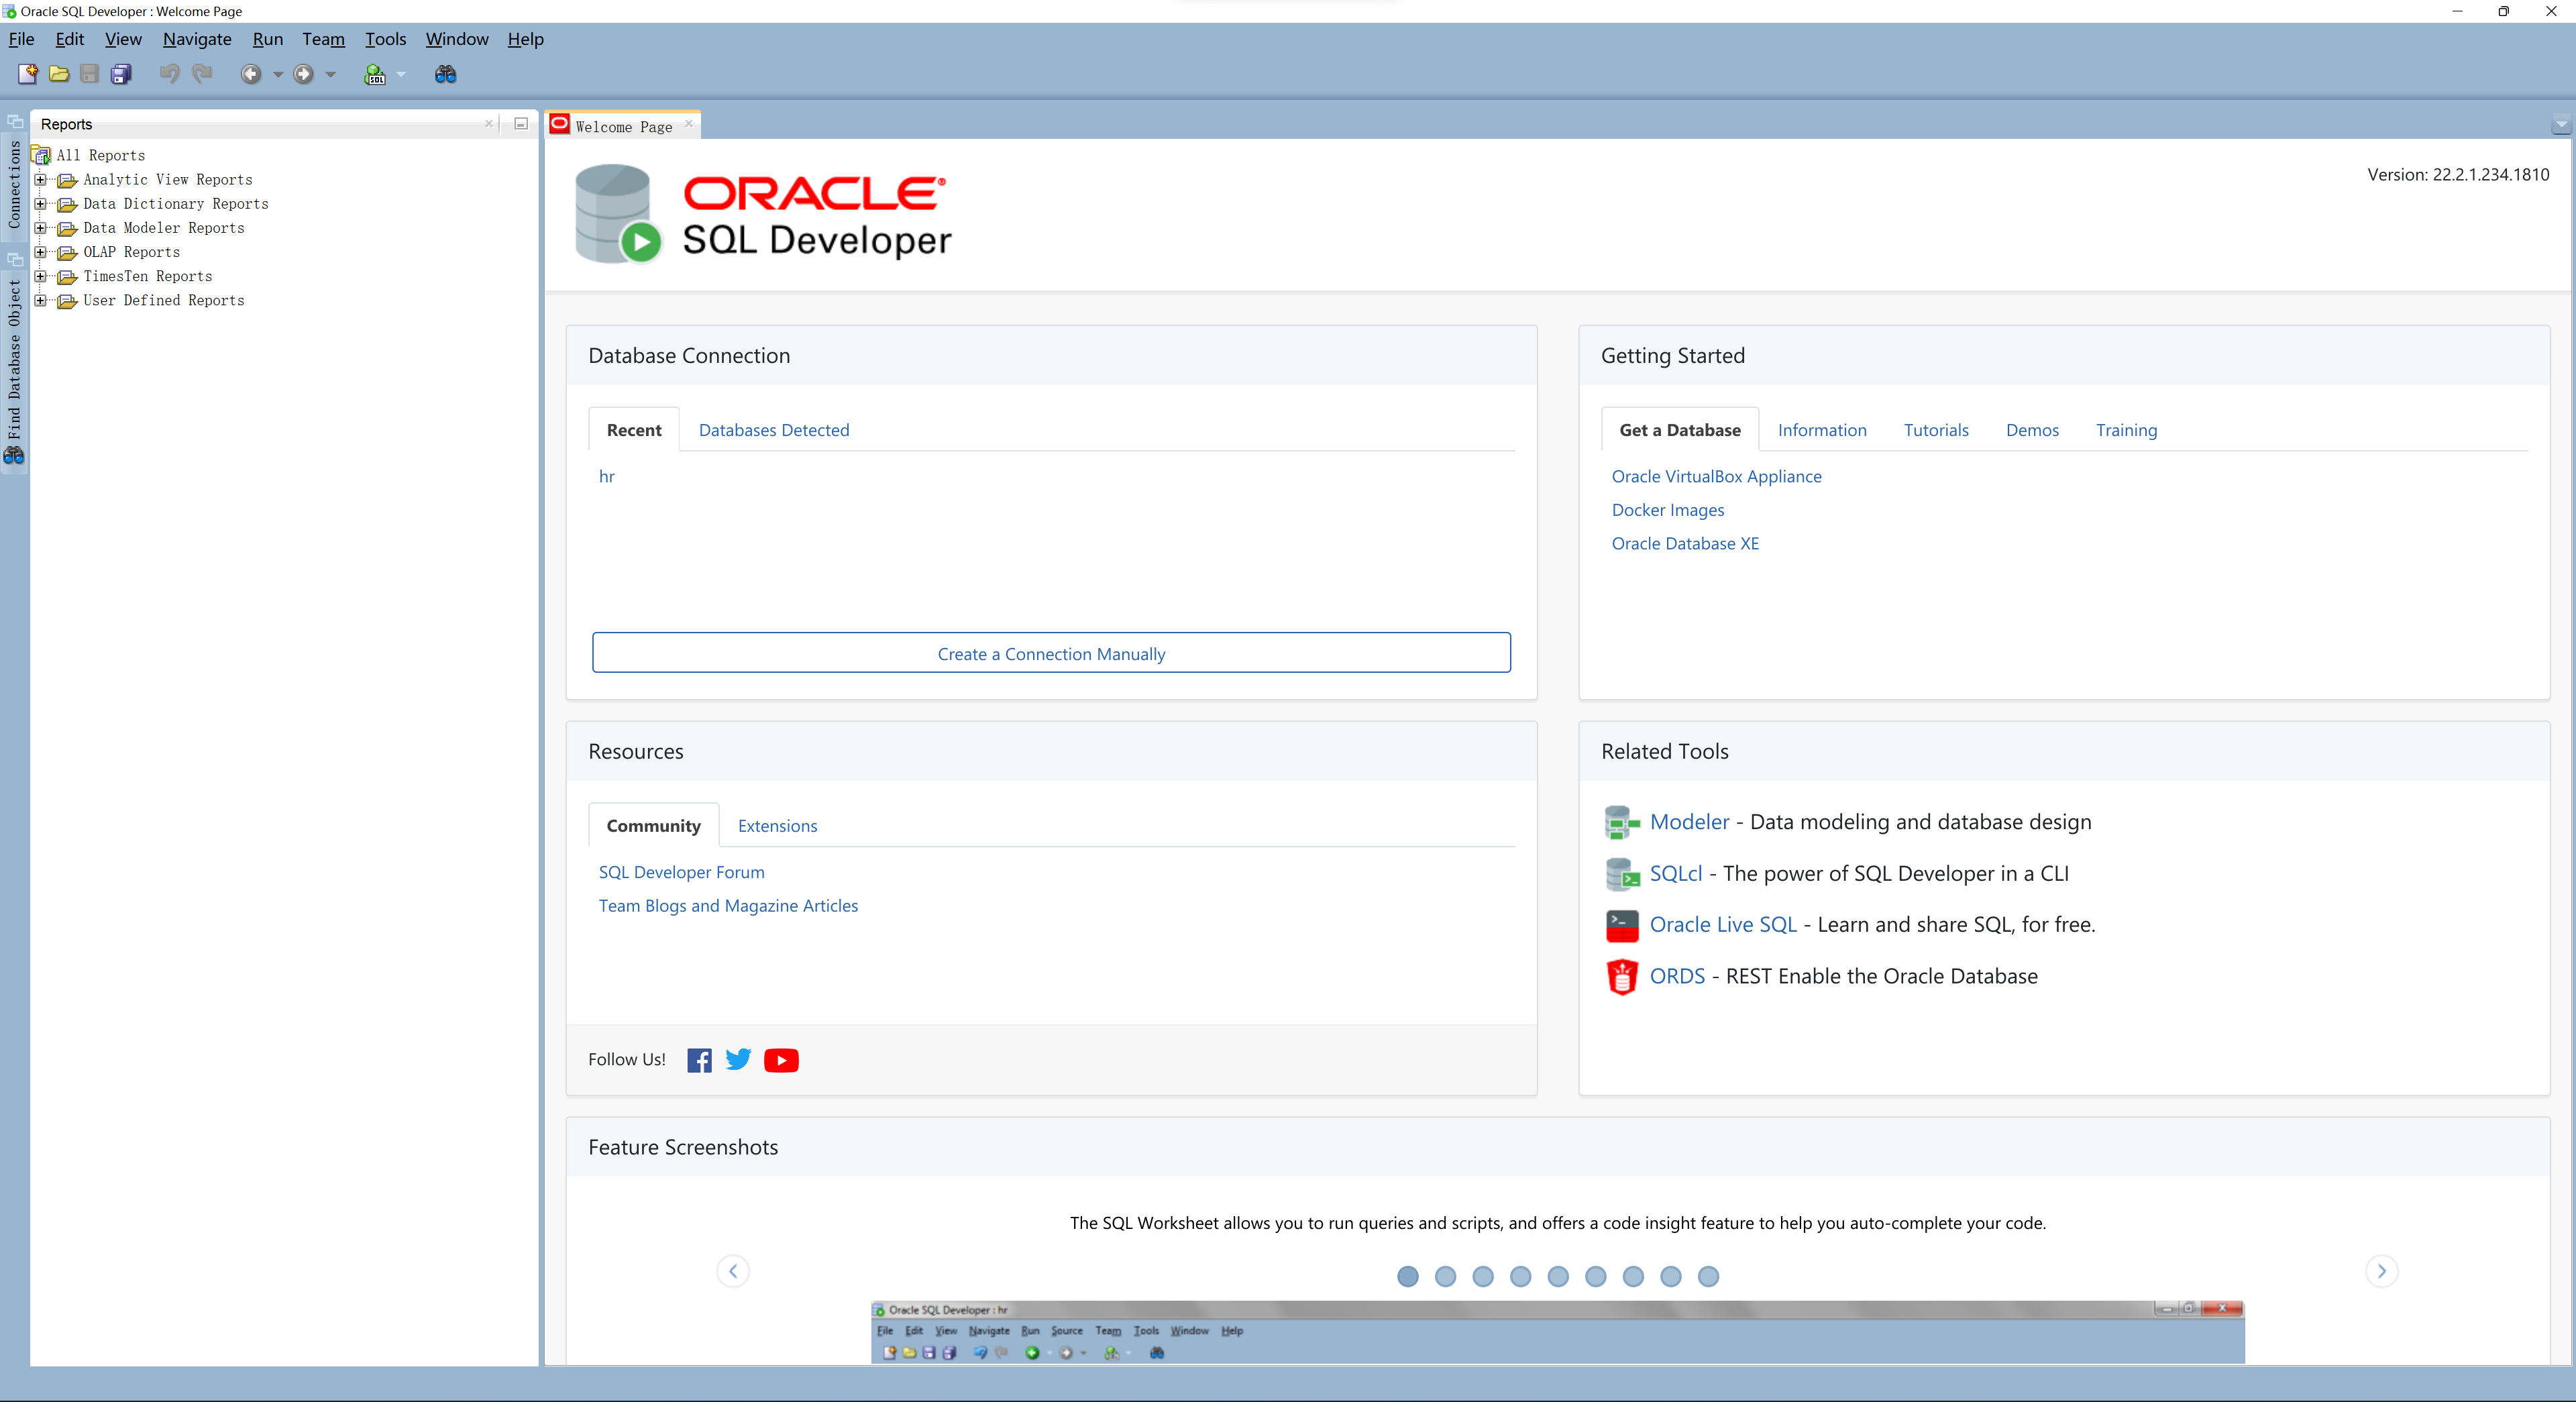 Oracle SQL Developer : Welcome Page
File Edit View Navigate Run Team Tools Window Help
SQL
Connections
Find Database Object
Reports
All Reports
Analytic View Reports
Data Dictionary Reports
Data Modeler Reports
OLAP Reports
TimesTen Reports
User Defined Reports
Welcome Page
ORACLE
SQL Developer
Version: 22.2.1.234.1810
Database Connection
Recent Databases Detected
hr
Create a Connection Manually
Getting Started
Get a Database Information Tutorials Demos Training
Oracle VirtualBox Appliance
Docker Images
Oracle Database XE
Resources
Community Extensions
SQL Developer Forum
Team Blogs and Magazine Articles
Follow Us!
Related Tools
Modeler - Data modeling and database design
SQLcl - The power of SQL Developer in a CLI
Oracle Live SQL - Learn and share SQL, for free.
ORDS - REST Enable the Oracle Database
Feature Screenshots
The SQL Worksheet allows you to run queries and scripts, and offers a code insight feature to help you auto-complete your code.
Oracle SQL Developer : hr
File Edit View Navigate Run Source Team Tools Window Help